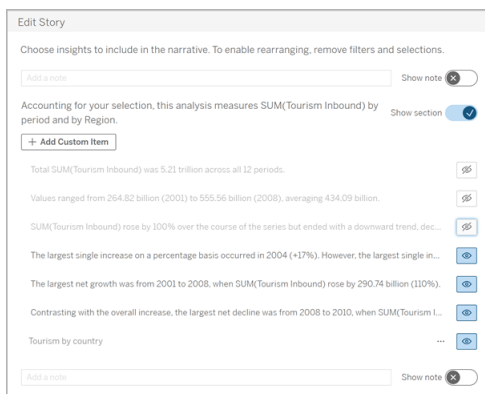 Edit Story
Choose insights to include in the narrative. To enable rearranging, remove filters and selections.
Add a note
Show note
Accounting for your selection, this analysis measures SUM(Tourism Inbound) by
period and by Region.
Show section
+ Add Custom Item
Total SUM(Tourism Inbound) was 5.21 trillion across all 12 periods.
Values ranged from 264.82 billion (2001) to 555.56 billion (2008), averaging 434.09 billion.
SUM(Tourism Inbound) rose by 100% over the course of the series but ended with a downward trend, dec...
The largest single increase on a percentage basis occurred in 2004 (+17%). However, the largest single in...
The largest net growth was from 2001 to 2008, when SUM(Tourism Inbound) rose by 290.74 billion (110%).
Contrasting with the overall increase, the largest net decline was from 2008 to 2010, when SUM(Tourism I...
Tourism by country ...
Add a note
Show note